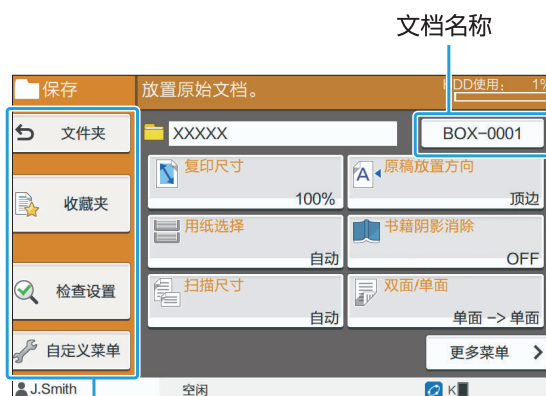 文档名称
保存
放置原始文档。
HDD使用: 1%
文件夹
XXXXX
BOX-0001
收藏夹
复印尺寸
100%
原稿放置方向
顶边
用纸选择
自动
书籍阴影消除
OFF
检查设置
扫描尺寸
自动
双面/单面
单面 -> 单面
自定义菜单
更多菜单
J.Smith
空闲
K